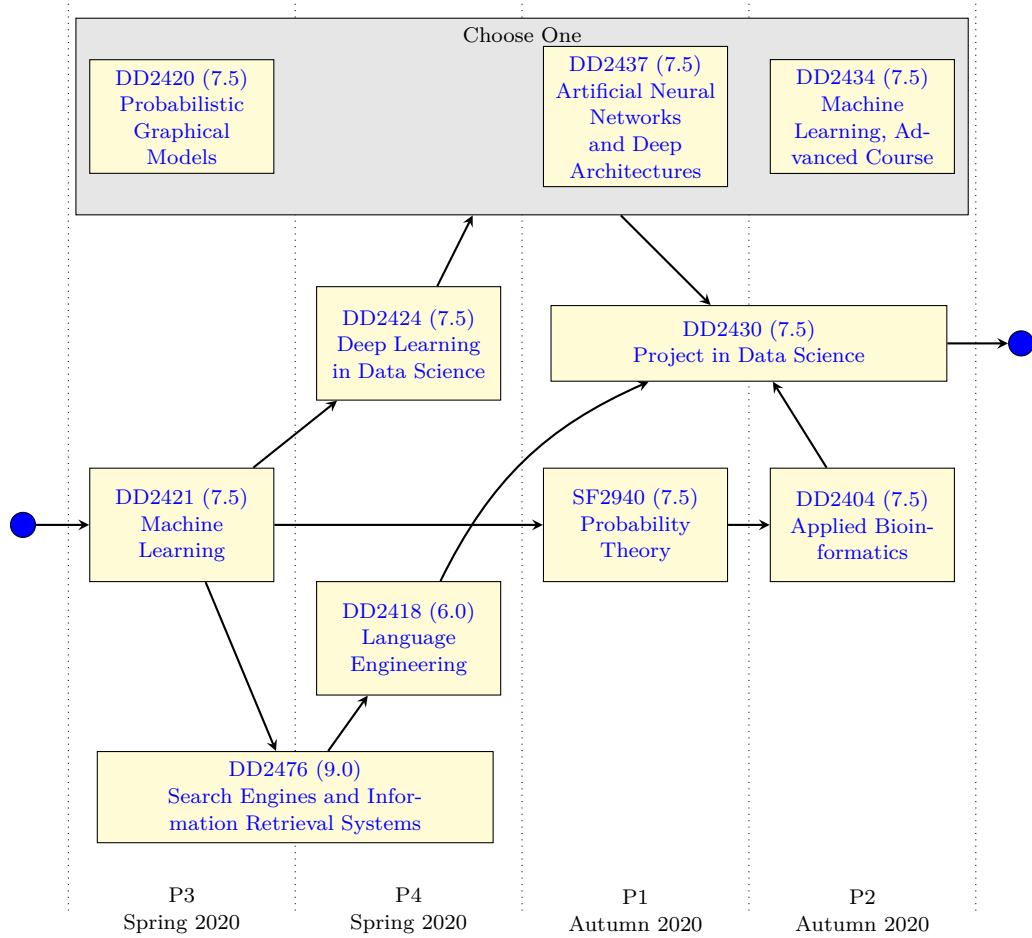 Choose One
DD2420 (7.5)
Probabilistic
Graphical
Models
DD2437 (7.5)
Artificial Neural
Networks
and Deep
Architectures
DD2434 (7.5)
Machine
Learning, Ad-
vanced Course
DD2424 (7.5)
Deep Learning
in Data Science
DD2430 (7.5)
Project in Data Science
DD2421 (7.5)
Machine
Learning
SF2940 (7.5)
Probability
Theory
DD2404 (7.5)
Applied Bioin-
formatics
DD2418 (6.0)
Language
Engineering
DD2476 (9.0)
Search Engines and Infor-
mation Retrieval Systems
P3
Spring 2020
P4
Spring 2020
P1
Autumn 2020
P2
Autumn 2020